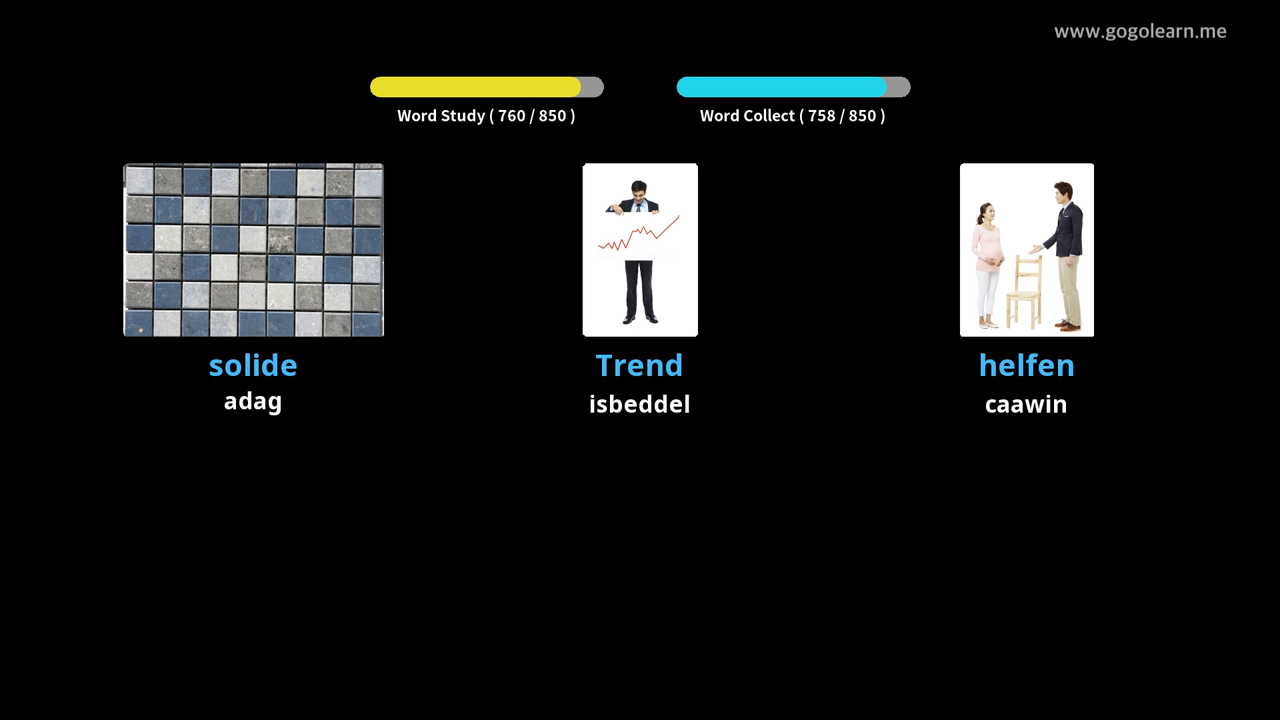 www.gogolearn.me
Word Study ( 760 / 850 )
Word Collect ( 758 / 850 )
solide
adag
Trend
isbeddel
helfen
caawin